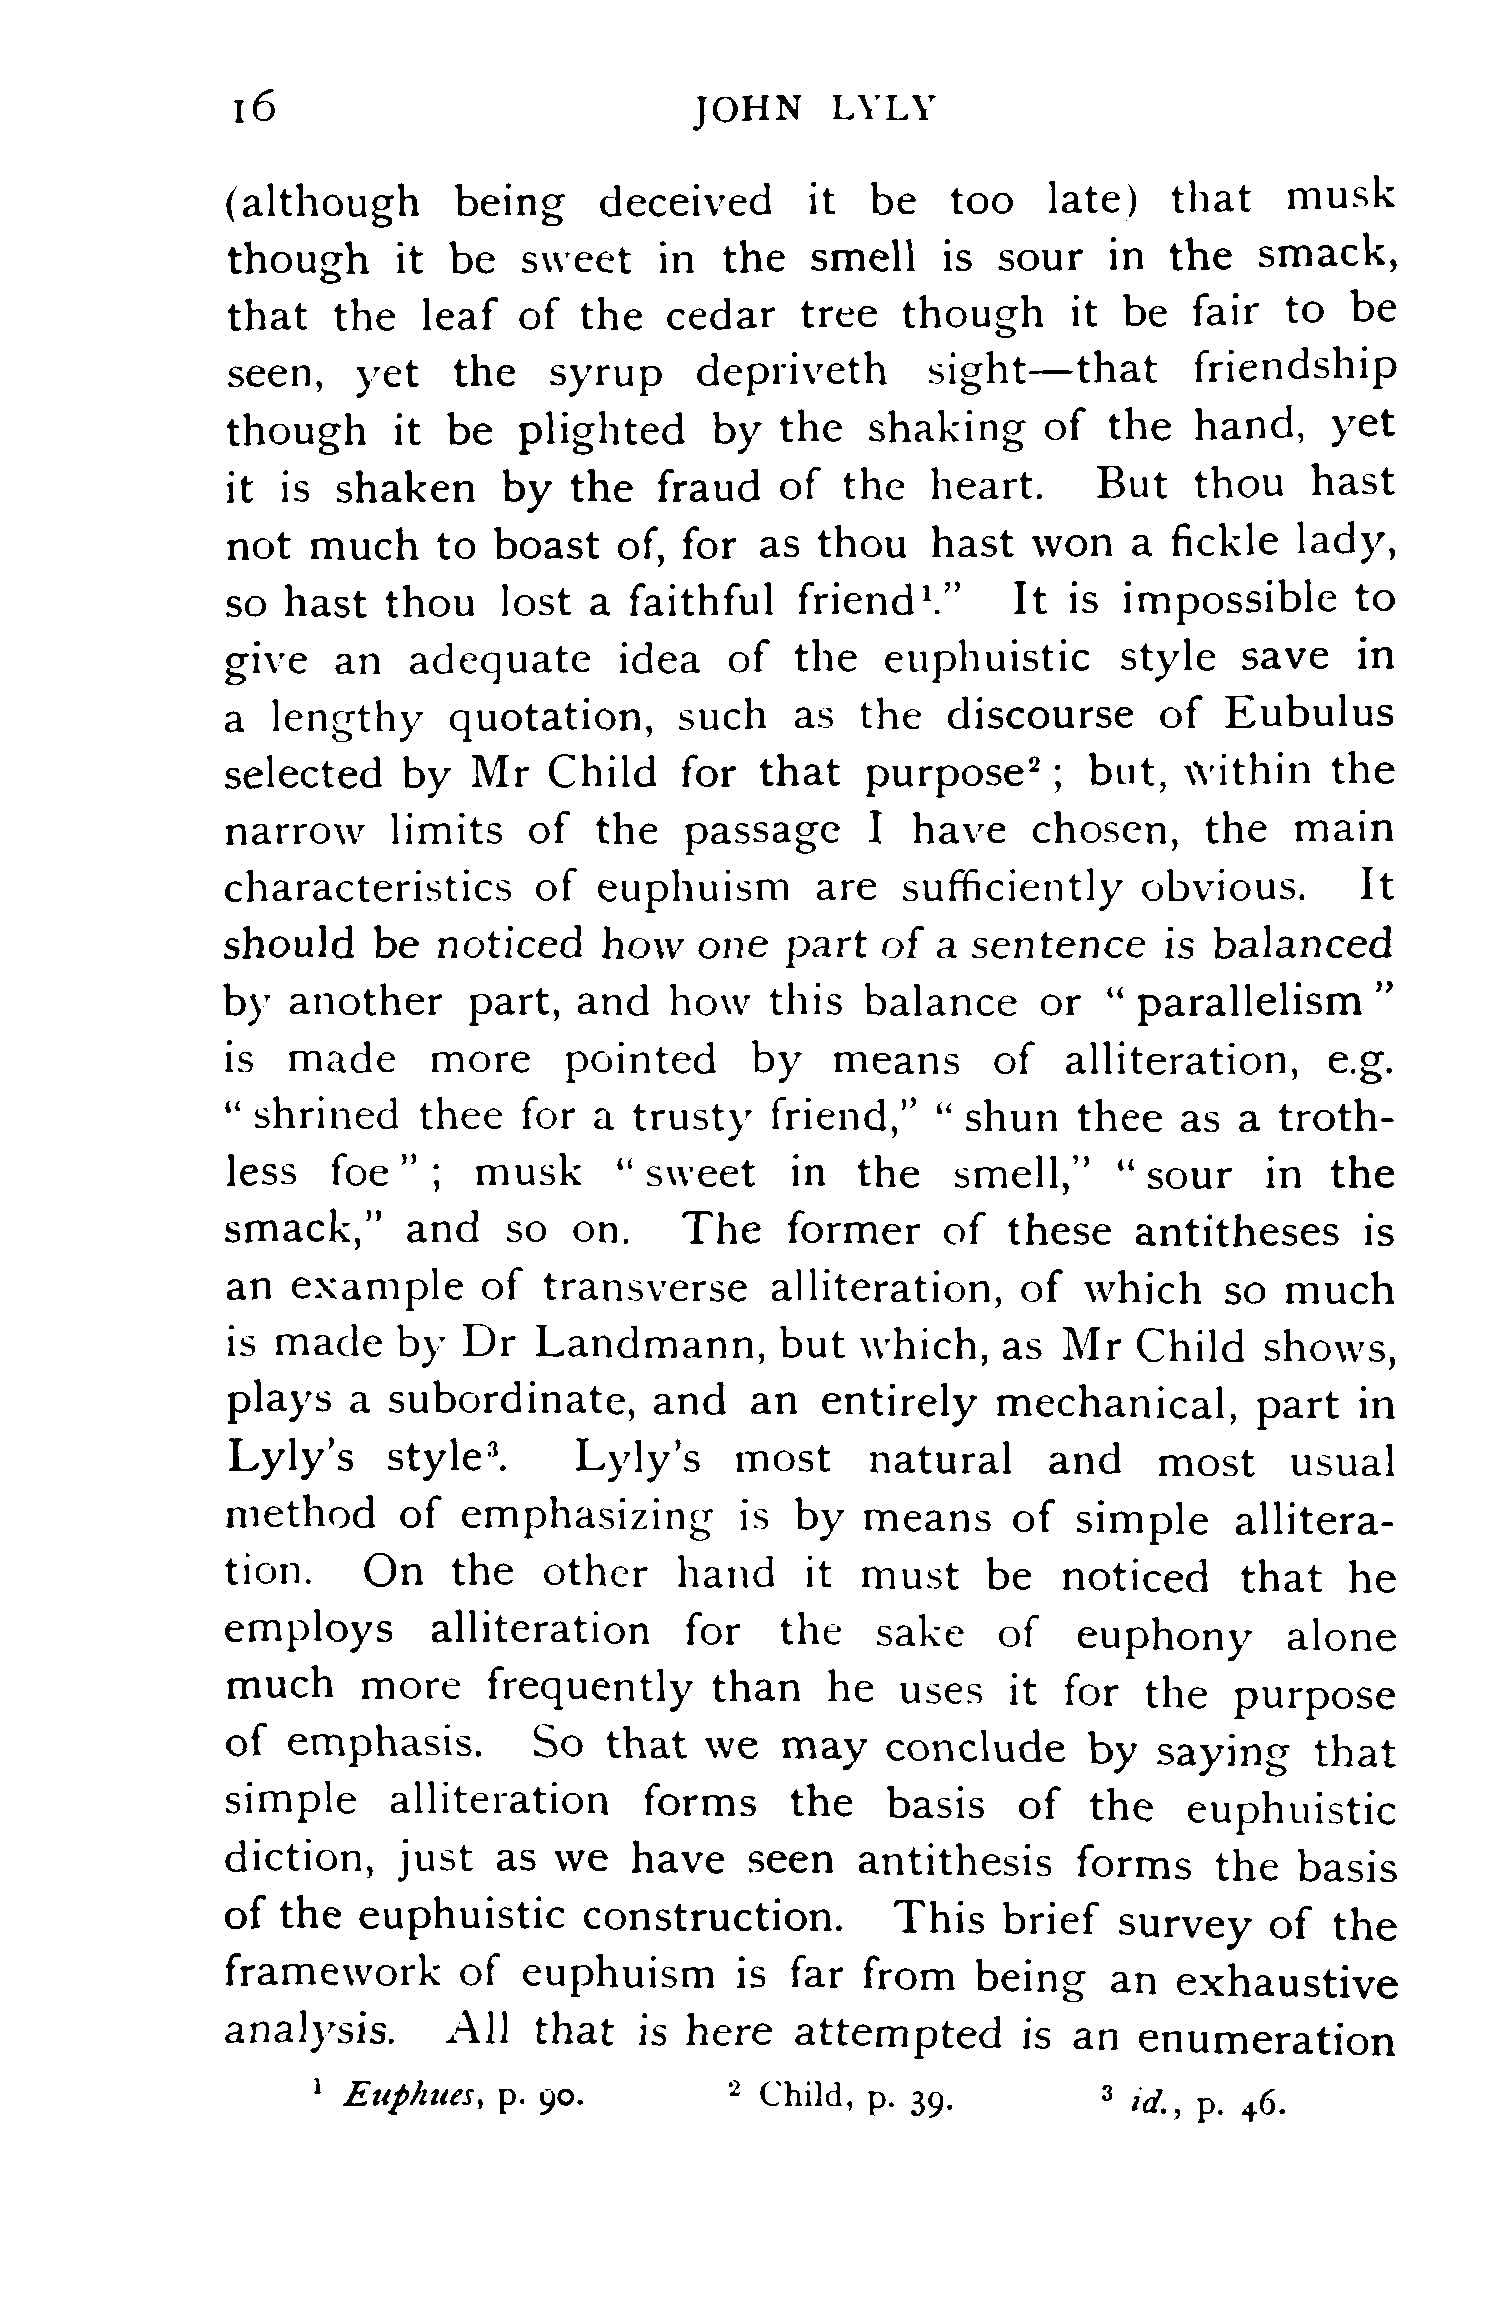 16 JOHN LYLY
(although being deceived it be too late) that musk
though it be sweet in the smell is sour in the smack,
that the leaf of the cedar tree though it be fair to be
seen, yet the syrup depriveth sight—that friendship
though it be plighted by the shaking of the hand, yet
it is shaken by the fraud of the heart. But thou hast
not much to boast of, for as thou hast won a fickle lady,
so hast thou lost a faithful friend¹." It is impossible to
give an adequate idea of the euphuistic style save in
a lengthy quotation, such as the discourse of Eubulus
selected by Mr Child for that purpose²; but, within the
narrow limits of the passage I have chosen, the main
characteristics of euphuism are sufficiently obvious. It
should be noticed how one part of a sentence is balanced
by another part, and how this balance or "parallelism"
is made more pointed by means of alliteration, e.g.
"shrined thee for a trusty friend," "shun thee as a troth-
less foe"; musk "sweet in the smell," "sour in the
smack," and so on. The former of these antitheses is
an example of transverse alliteration, of which so much
is made by Dr Landmann, but which, as Mr Child shows,
plays a subordinate, and an entirely mechanical, part in
Lyly's style³. Lyly's most natural and most usual
method of emphasizing is by means of simple allitera-
tion. On the other hand it must be noticed that he
employs alliteration for the sake of euphony alone
much more frequently than he uses it for the purpose
of emphasis. So that we may conclude by saying that
simple alliteration forms the basis of the euphuistic
diction, just as we have seen antithesis forms the basis
of the euphuistic construction. This brief survey of the
framework of euphuism is far from being an exhaustive
analysis. All that is here attempted is an enumeration
¹ Euphues, p. 90. ² Child, p. 39. ³ id., p. 46.